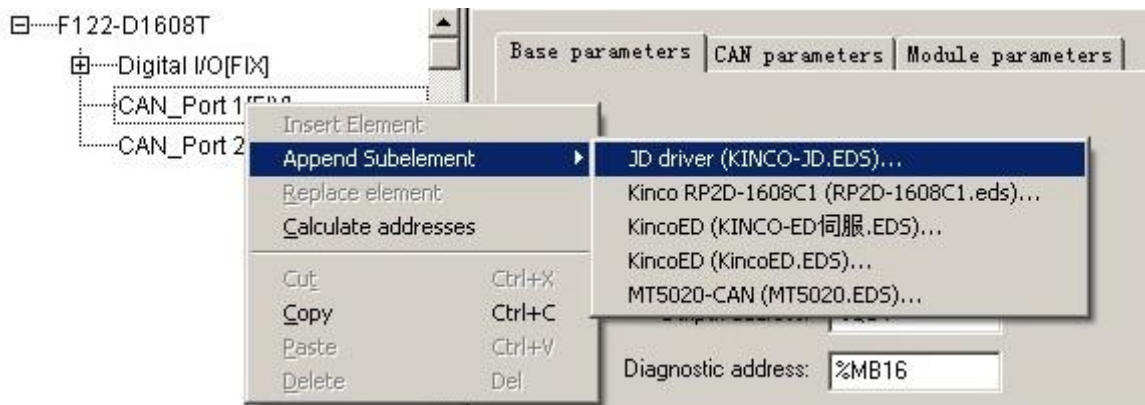 F122-D1608T
Digital I/O[FIX]
CAN_Port 1
CAN_Port 2
Base parameters
CAN parameters
Module parameters
Insert Element
Append Subelement
Replace element
Calculate addresses
Cut Ctrl+X
Copy Ctrl+C
Paste Ctrl+V
Delete Del
JD driver (KINCO-JD.EDS)...
Kinco RP2D-1608C1 (RP2D-1608C1.eds)...
KincoED (KINCO-ED伺服.EDS)...
KincoED (KincoED.EDS)...
MT5020-CAN (MT5020.EDS)...
Diagnostic address: %MB16